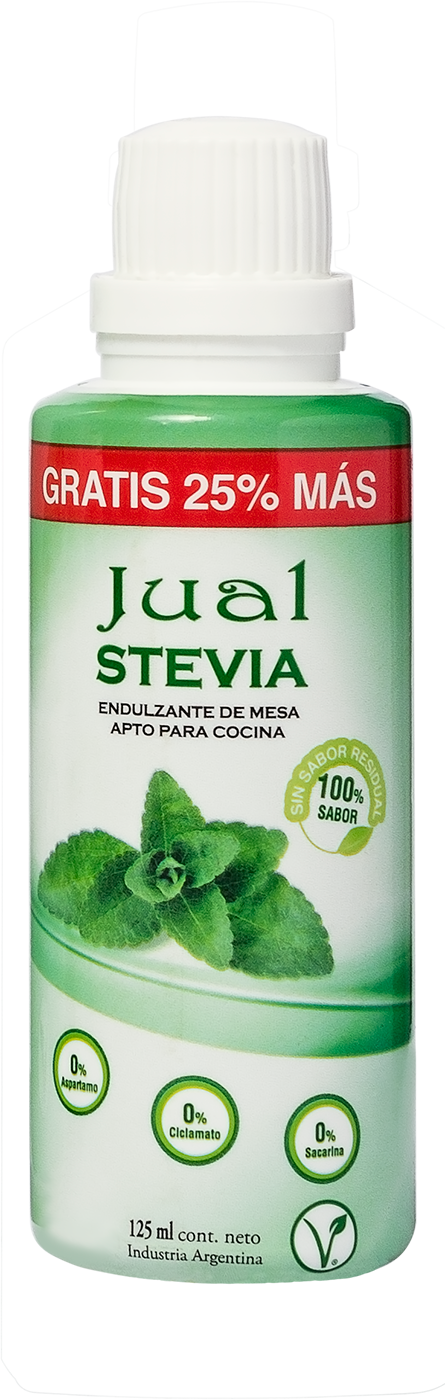 GRATIS 25% MÁS
Jual
STEVIA
ENDULZANTE DE MESA
APTO PARA COCINA
SIN SABOR RESIDUAL
100%
SABOR
0%
Aspartamo
0%
Ciclamato
0%
Sacarina
125 ml cont. neto
Industria Argentina
V
®